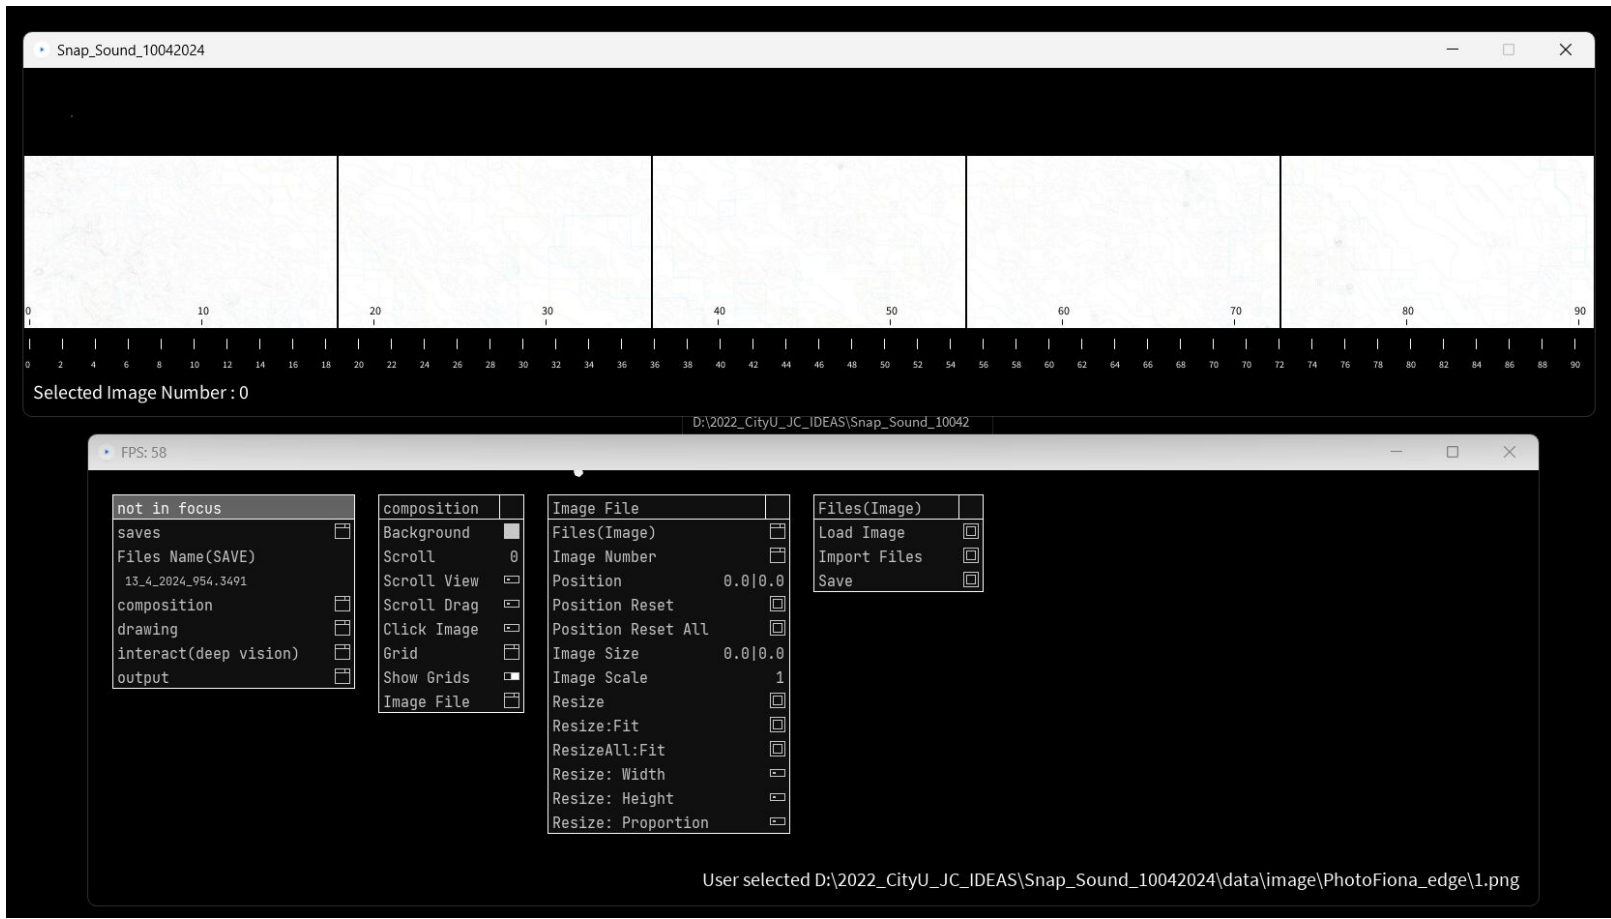 Snap_Sound_10042024
0 10 20 30 40 50 60 70 80 90
0 2 4 6 8 10 12 14 16 18 20 22 24 26 28 30 32 34 36 36 38 40 42 44 46 48 50 52 54 56 58 60 62 64 66 68 70 70 72 74 76 78 80 82 84 86 88 90
Selected Image Number : 0
D:\2022_CityU_JC_IDEAS\Snap_Sound_10042
FPS: 58
not in focus
saves
Files Name(SAVE)
13_4_2024_954.3491
composition
drawing
interact(deep vision)
output
composition
Background
Scroll 0
Scroll View
Scroll Drag
Click Image
Grid
Show Grids
Image File
Image File
Files(Image)
Image Number
Position 0.0|0.0
Position Reset
Position Reset All
Image Size 0.0|0.0
Image Scale 1
Resize
Resize:Fit
ResizeAll:Fit
Resize: Width
Resize: Height
Resize: Proportion
Files(Image)
Load Image
Import Files
Save
User selected D:\2022_CityU_JC_IDEAS\Snap_Sound_10042024\data\image\PhotoFiona_edge\1.png